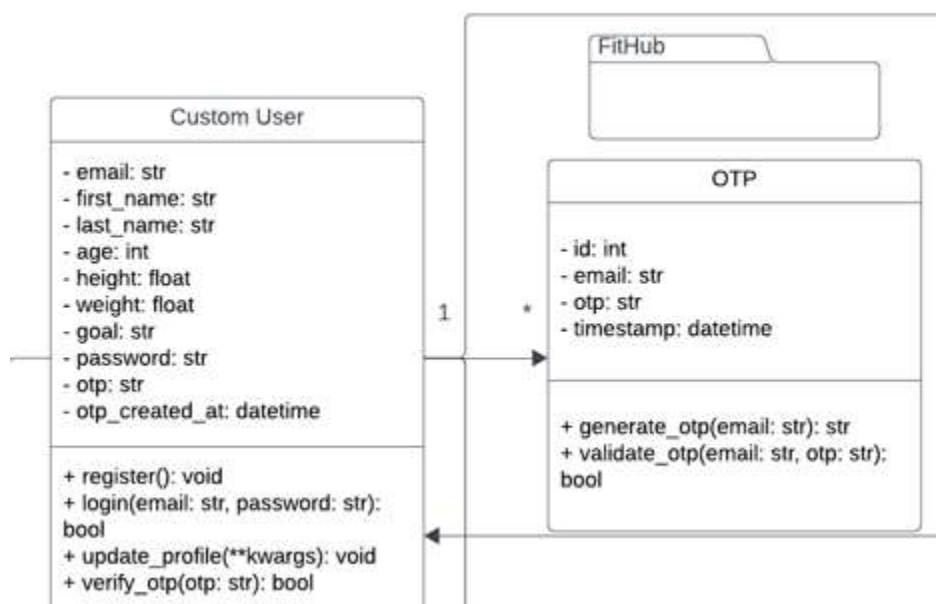 FitHub
Custom User
- email: str
- first_name: str
- last_name: str
- age: int
- height: float
- weight: float
- goal: str
- password: str
- otp: str
- otp_created_at: datetime
+ register(): void
+ login(email: str, password: str):
bool
+ update_profile(**kwargs): void
+ verify_otp(otp: str): bool
1
*
OTP
- id: int
- email: str
- otp: str
- timestamp: datetime
+ generate_otp(email: str): str
+ validate_otp(email: str, otp: str):
bool